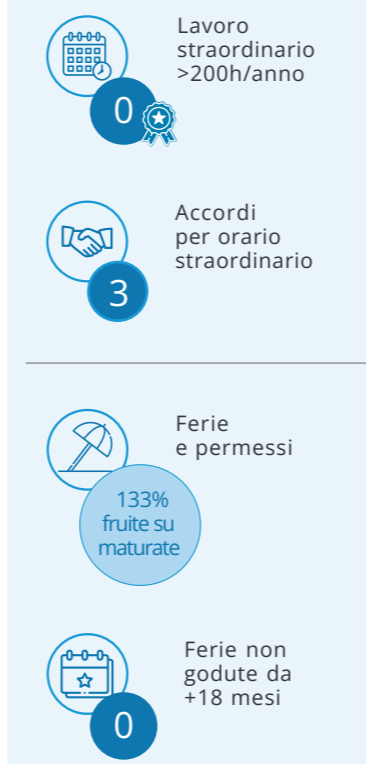 Lavoro
straordinario
>200h/anno
0
Accordi
per orario
straordinario
3
Ferie
e permessi
133%
fruite su
maturate
Ferie non
godute da
+18 mesi
0